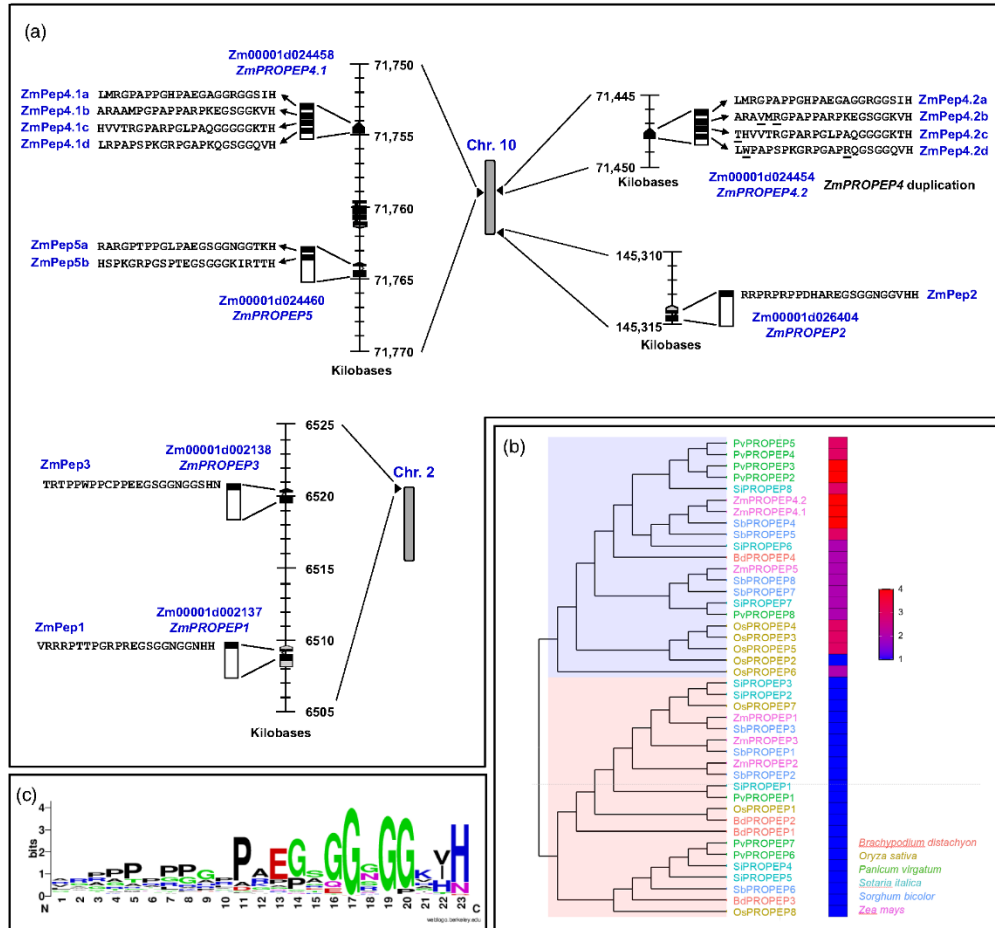 (a)
Zm00001d024458
ZmPROPEP4.1
ZmPep4.1a LMRGPAPPGHPAEGAGGRGGSIH
ZmPep4.1b ARAAMPGPAPPARPKEGSGGKVH
ZmPep4.1c HVVTRGPARPGLPAQGGGGGKTH
ZmPep4.1d LRPAPSPKGRPGAPKQGSGGQVH
ZmPep5a RARGPTPPGLPAEGSGGNGGTKH
ZmPep5b HSPKGRPGSPTEGSGGGKIRTTH
Zm00001d024460
ZmPROPEP5
71,750
71,755
71,760
71,765
71,770
Kilobases
Chr. 10
71,445
71,450
Kilobases
LMRGPAPPGHPAEGAGGRGGSIH ZmPep4.2a
ARAVMRGPAPPARPKEGSGGKVH ZmPep4.2b
THVVTRGPARPGLPAQGGGGGKTH ZmPep4.2c
LWPAPSPKGRPGAPRQGSGGQVH ZmPep4.2d
Zm00001d024454
ZmPROPEP4.2
ZmPROPEP4 duplication
145,310
145,315
Kilobases
RRPRPRPPDHAREGSGGNGGVHH ZmPep2
Zm00001d026404
ZmPROPEP2
6525
6520
6515
6510
6505
Kilobases
Chr. 2
Zm00001d002138
ZmPROPEP3
ZmPep3
TRTPPWPPCPPEEGSGGNGGSHN
Zm00001d002137
ZmPROPEP1
ZmPep1
VRRRPTTPGRPREGSGGNGGNHH
(b)
PvPROPEP5
PvPROPEP4
PvPROPEP3
PvPROPEP2
SiPROPEP8
ZmPROPEP4.2
ZmPROPEP4.1
SbPROPEP4
SbPROPEP5
SiPROPEP6
BdPROPEP4
ZmPROPEP5
SbPROPEP8
SbPROPEP7
SiPROPEP7
PvPROPEP8
OsPROPEP4
OsPROPEP3
OsPROPEP5
OsPROPEP2
OsPROPEP6
SiPROPEP3
SiPROPEP2
OsPROPEP7
ZmPROPEP1
SbPROPEP3
ZmPROPEP3
SbPROPEP1
ZmPROPEP2
SbPROPEP2
SiPROPEP1
PvPROPEP1
OsPROPEP1
BdPROPEP2
BdPROPEP1
PvPROPEP7
PvPROPEP6
SiPROPEP4
SiPROPEP5
SbPROPEP6
BdPROPEP3
OsPROPEP8
4
3
2
1
Brachypodium distachyon
Oryza sativa
Panicum virgatum
Sotaria italica
Sorghum bicolor
Zea mays
(c)
bits
4
3
2
1
0
N 1 2 3 4 5 6 7 8 9 10 11 12 13 14 15 16 17 18 19 20 21 22 23 C
weblogo.berkeley.edu